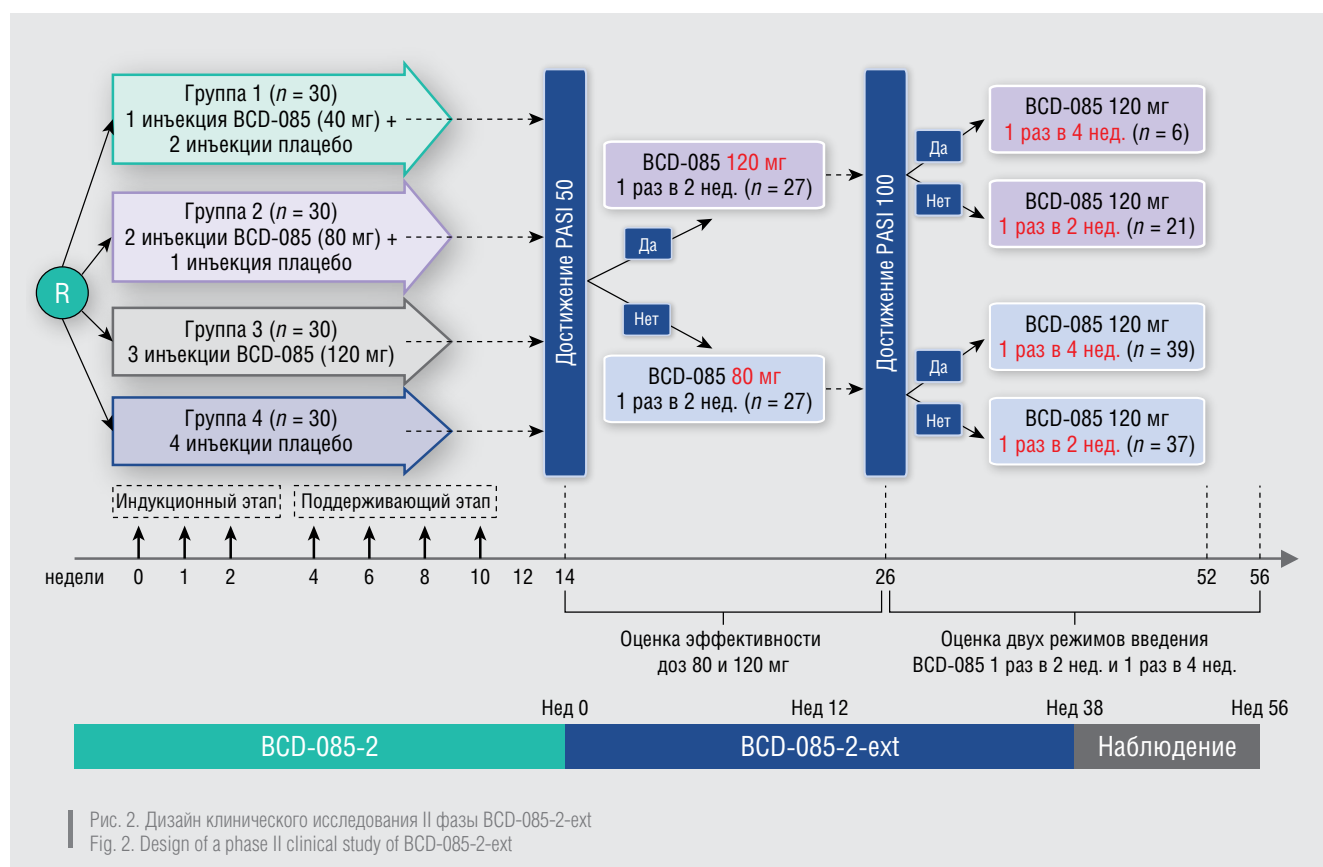 Группа 1 (n = 30)
1 инъекция BCD-085 (40 мг) +
2 инъекции плацебо
Группа 2 (n = 30)
2 инъекции BCD-085 (80 мг) +
1 инъекция плацебо
R
Группа 3 (n = 30)
3 инъекции BCD-085 (120 мг)
Группа 4 (n = 30)
4 инъекции плацебо
Достижение PASI 50
BCD-085 120 мг
1 раз в 2 нед. (n = 27)
Да
Нет
BCD-085 80 мг
1 раз в 2 нед. (n = 27)
Достижение PASI 100
Да
Нет
BCD-085 120 мг
1 раз в 4 нед. (n = 6)
BCD-085 120 мг
1 раз в 2 нед. (n = 21)
Да
Нет
BCD-085 120 мг
1 раз в 4 нед. (n = 39)
BCD-085 120 мг
1 раз в 2 нед. (n = 37)
Индукционный этап Поддерживающий этап
недели 0 1 2 4 6 8 10 12 14 26 52 56
Оценка эффективности
доз 80 и 120 мг
Оценка двух режимов введения
BCD-085 1 раз в 2 нед. и 1 раз в 4 нед.
Нед 0 Нед 12 Нед 38 Нед 56
BCD-085-2 BCD-085-2-ext Наблюдение
Рис. 2. Дизайн клинического исследования II фазы BCD-085-2-ext
Fig. 2. Design of a phase II clinical study of BCD-085-2-ext